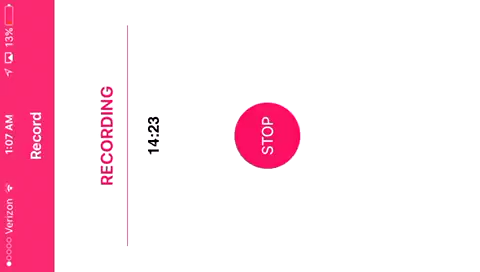 Verizon 1:07 AM 13%
Record
RECORDING
14:23
STOP